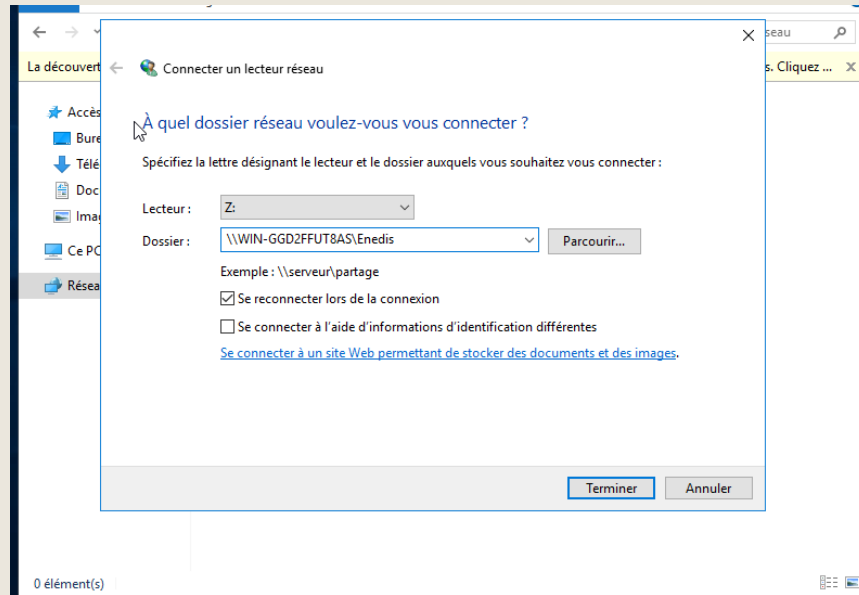 seau
La découvert
s. Cliquez ...
Connecter un lecteur réseau
Accès
Bure
Télé
Doc
Imag
Ce PC
Résea
À quel dossier réseau voulez-vous vous connecter ?
Spécifiez la lettre désignant le lecteur et le dossier auxquels vous souhaitez vous connecter :
Lecteur :
Z:
Dossier :
\\WIN-GGD2FFUT8AS\Enedis
Parcourir...
Exemple : \\serveur\partage
Se reconnecter lors de la connexion
Se connecter à l'aide d'informations d'identification différentes
Se connecter à un site Web permettant de stocker des documents et des images.
Terminer
Annuler
0 élément(s)